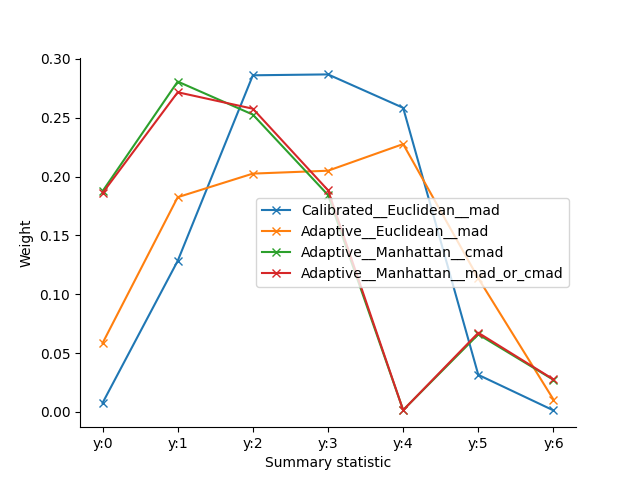 0.30
0.25
0.20
0.15
0.10
0.05
0.00
Weight
Calibrated__Euclidean__mad
Adaptive__Euclidean__mad
Adaptive__Manhattan__cmad
Adaptive__Manhattan__mad_or_cmad
y:0 y:1 y:2 y:3 y:4 y:5 y:6
Summary statistic